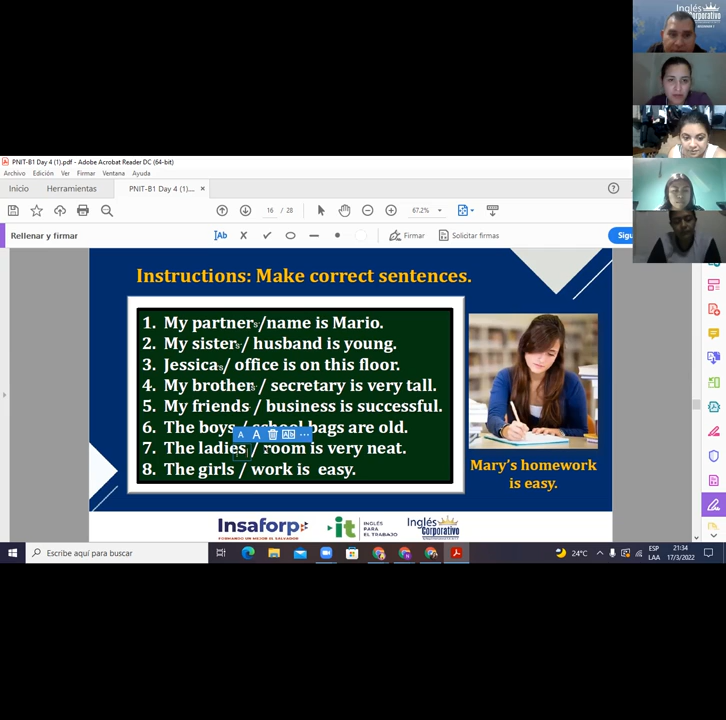 Inglés
Corporativo
PNIT-B1 Day 4 (1).pdf - Adobe Acrobat Reader DC (64-bit)
Archivo Edición Ver Firmar Ventana Ayuda
Inicio Herramientas PNIT-B1 Day 4 (1).... ×
16 / 28 67.2%
Rellenar y firmar Ab Firmar Solicitar firmas
Instructions: Make correct sentences.
1. My partner /name is Mario.
2. My sister / husband is young.
3. Jessica / office is on this floor.
4. My brother / secretary is very tall.
5. My friends / business is successful.
6. The boys school bags are old.
7. The ladies / room is very neat.
8. The girls / work is easy.
Mary's homework
is easy.
Insaforp
FORMANDO UN MEJOR EL SALVADOR
it
INGLÉS
PARA
EL TRABAJO
Inglés
Corporativo
Escribe aquí para buscar
24°C
ESP
LAA
21:34
17/3/2022